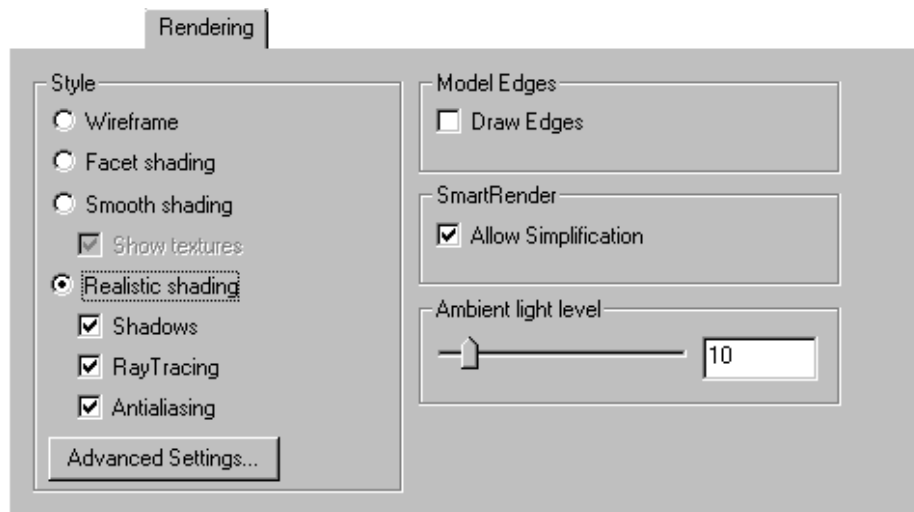 Rendering
Style
Wireframe
Facet shading
Smooth shading
Show textures
Realistic shading
Shadows
RayTracing
Antialiasing
Advanced Settings...
Model Edges
Draw Edges
SmartRender
Allow Simplification
Ambient light level
10